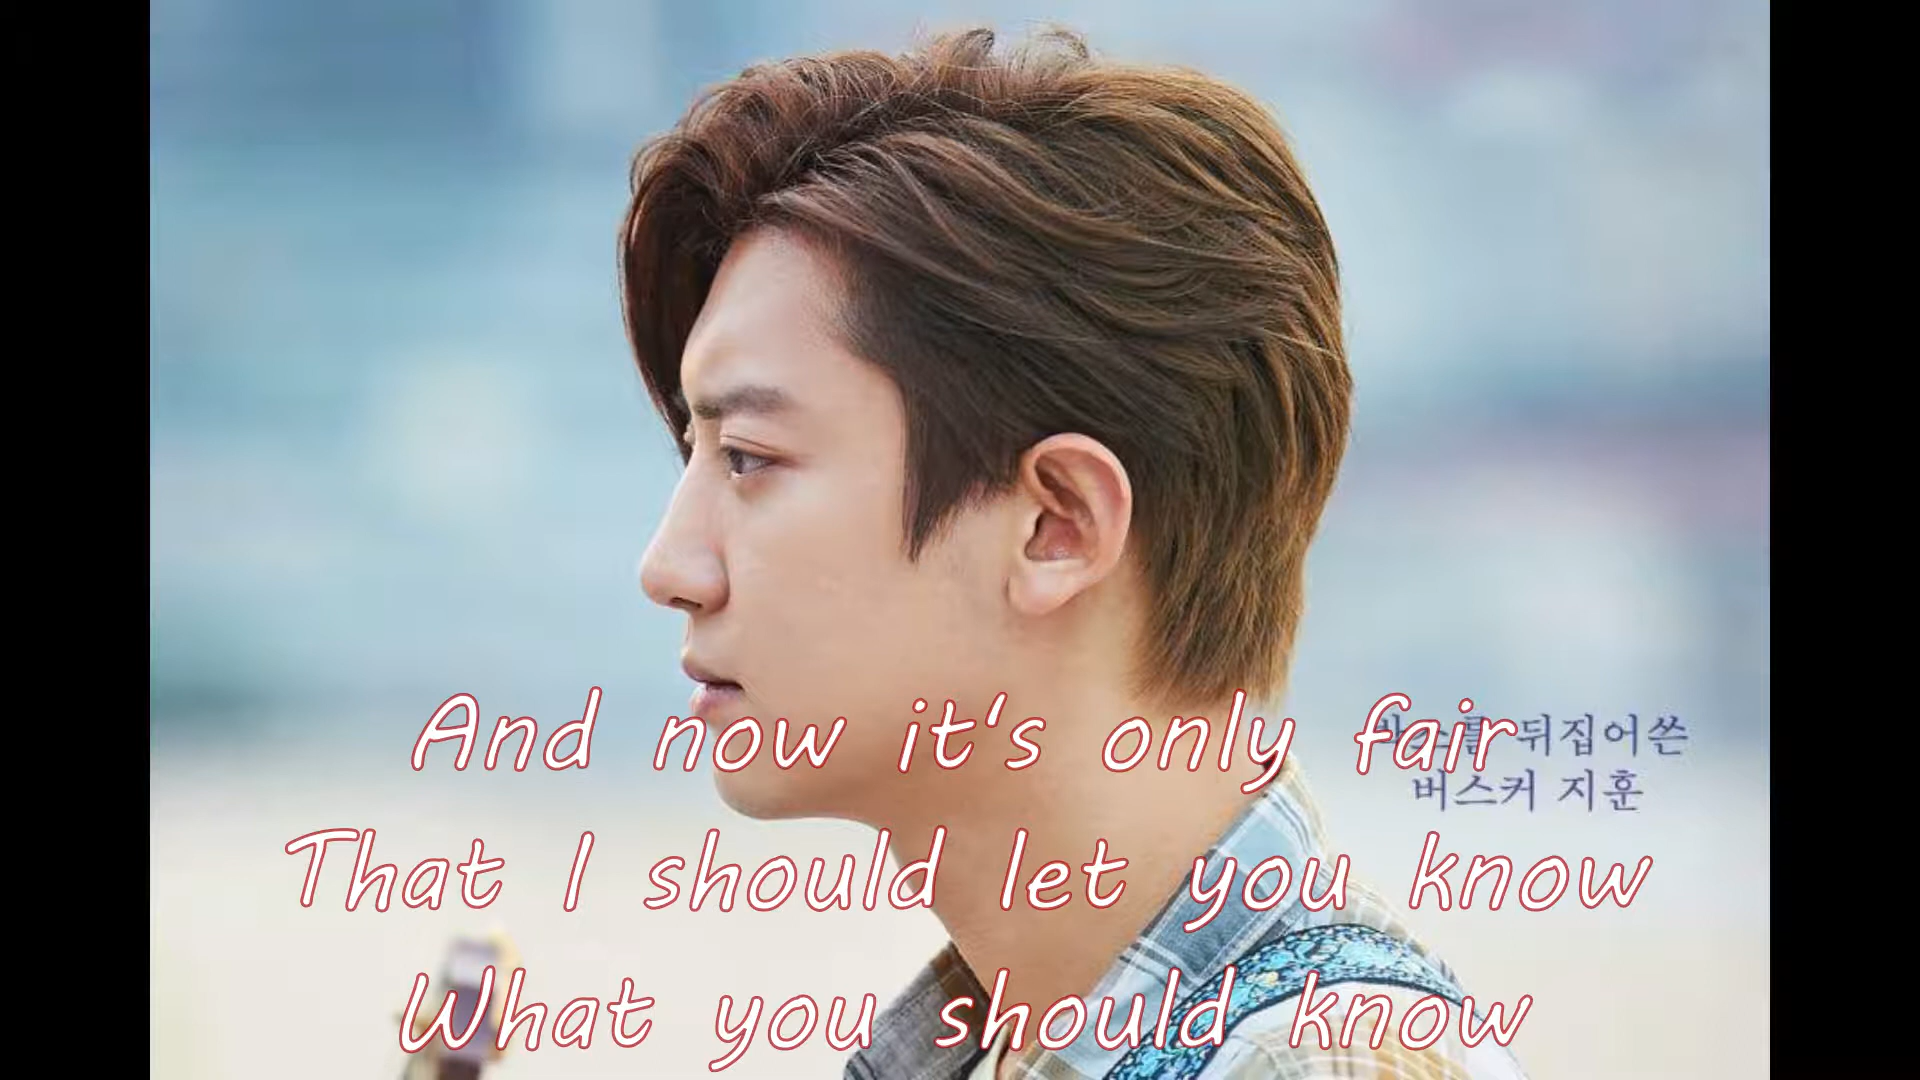 And now it's only fair
뒤집어쓴
버스커 지훈
That I should let you know
What you should know